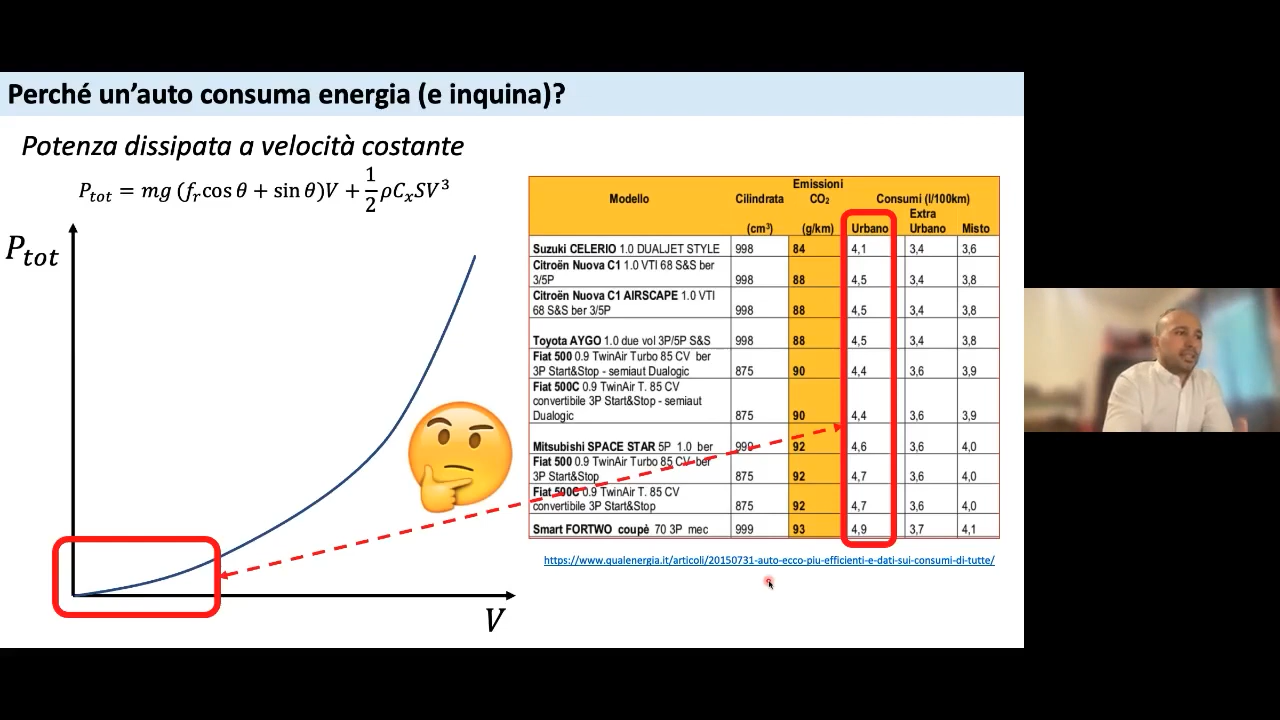 Perché un'auto consuma energia (e inquina)?
Potenza dissipata a velocità costante
P_tot = mg (f_r cos θ + sin θ)V + 1/2 ρC_xSV³
P_tot
V
Modello Cilindrata (cm³) Emissioni CO₂ (g/km) Consumi (l/100km) Urbano Extra Urbano Misto
Suzuki CELERIO 1.0 DUALJET STYLE 998 84 4,1 3,4 3,6
Citroën Nuova C1 1.0 VTI 68 S&S ber
3/5P 998 88 4,5 3,4 3,8
Citroën Nuova C1 AIRSCAPE 1.0 VTI
68 S&S ber 3/5P 998 88 4,5 3,4 3,8
Toyota AYGO 1.0 due vol 3P/5P S&S 998 88 4,5 3,4 3,8
Fiat 500 0.9 TwinAir Turbo 85 CV ber
3P Start&Stop - semiaut Dualogic 875 90 4,4 3,6 3,9
Fiat 500C 0.9 TwinAir T. 85 CV
convertibile 3P Start&Stop - semiaut
Dualogic 875 90 4,4 3,6 3,9
Mitsubishi SPACE STAR 5P 1.0 ber 999 92 4,6 3,6 4,0
Fiat 500 0.9 TwinAir Turbo 85 CV ber
3P Start&Stop 875 92 4,7 3,6 4,0
Fiat 500C 0.9 TwinAir T. 85 CV
convertibile 3P Start&Stop 875 92 4,7 3,6 4,0
Smart FORTWO coupè 70 3P mec 999 93 4,9 3,7 4,1
https://www.qualenergia.it/articoli/20150731-auto-ecco-piu-efficienti-e-dati-sui-consumi-di-tutte/